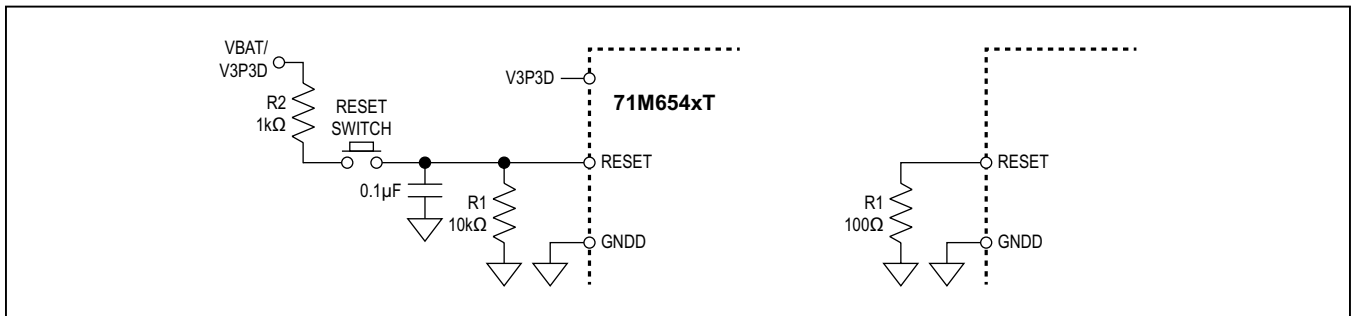 VBAT/
V3P3D
R2
1kΩ
RESET
SWITCH
0.1µF
R1
10kΩ
V3P3D
71M654xT
RESET
GNDD
R1
100Ω
RESET
GNDD